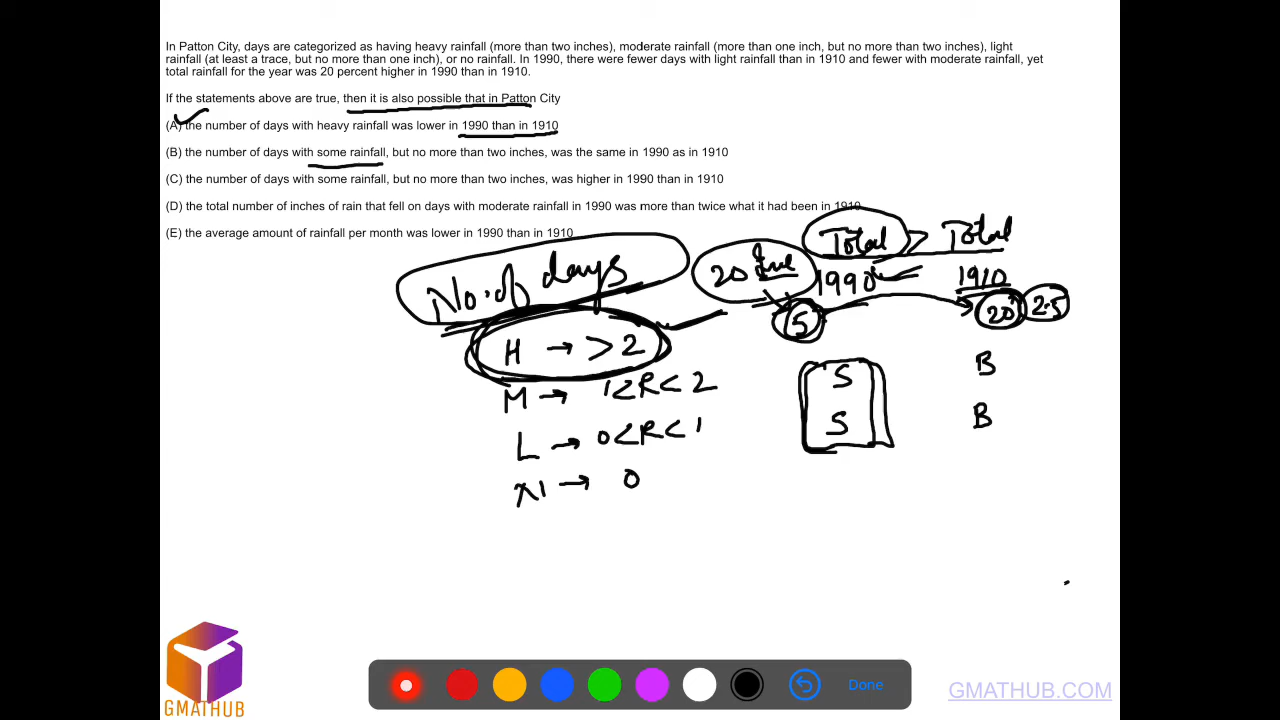 In Patton City, days are categorized as having heavy rainfall (more than two inches), moderate rainfall (more than one inch, but no more than two inches), light
rainfall (at least a trace, but no more than one inch), or no rainfall. In 1990, there were fewer days with light rainfall than in 1910 and fewer with moderate rainfall, yet
total rainfall for the year was 20 percent higher in 1990 than in 1910.
If the statements above are true, then it is also possible that in Patton City
(A) the number of days with heavy rainfall was lower in 1990 than in 1910
(B) the number of days with some rainfall, but no more than two inches, was the same in 1990 as in 1910
(C) the number of days with some rainfall, but no more than two inches, was higher in 1990 than in 1910
(D) the total number of inches of rain that fell on days with moderate rainfall in 1990 was more than twice what it had been in 1910
(E) the average amount of rainfall per month was lower in 1990 than in 1910
Total > Total
No. of days 20 1990 1910
5 20 2.5
H → >2 S B
M → 1<R<2
L → 0<R<1 S B
→ 0
GMATHUB
Done
GMATHUB.COM